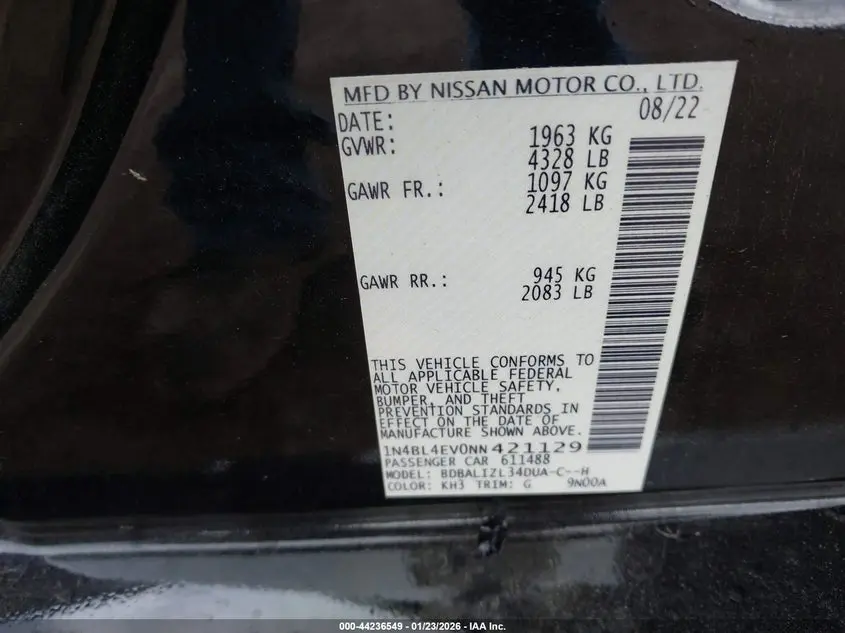 MFD BY NISSAN MOTOR CO., LTD.
DATE: 08/22
GVWR: 1963 KG
4328 LB
GAWR FR.: 1097 KG
2418 LB
GAWR RR.: 945 KG
2083 LB
THIS VEHICLE CONFORMS TO
ALL APPLICABLE FEDERAL
MOTOR VEHICLE SAFETY,
BUMPER, AND THEFT
PREVENTION STANDARDS IN
EFFECT ON THE DATE OF
MANUFACTURE SHOWN ABOVE.
1N4BL4EV0NN421129
PASSENGER CAR 611488
MODEL: BDBALIZL34DUA-C--H
COLOR: KH3 TRIM: G 9N00A
000-44236549 — 01/23/2026 — IAA Inc.